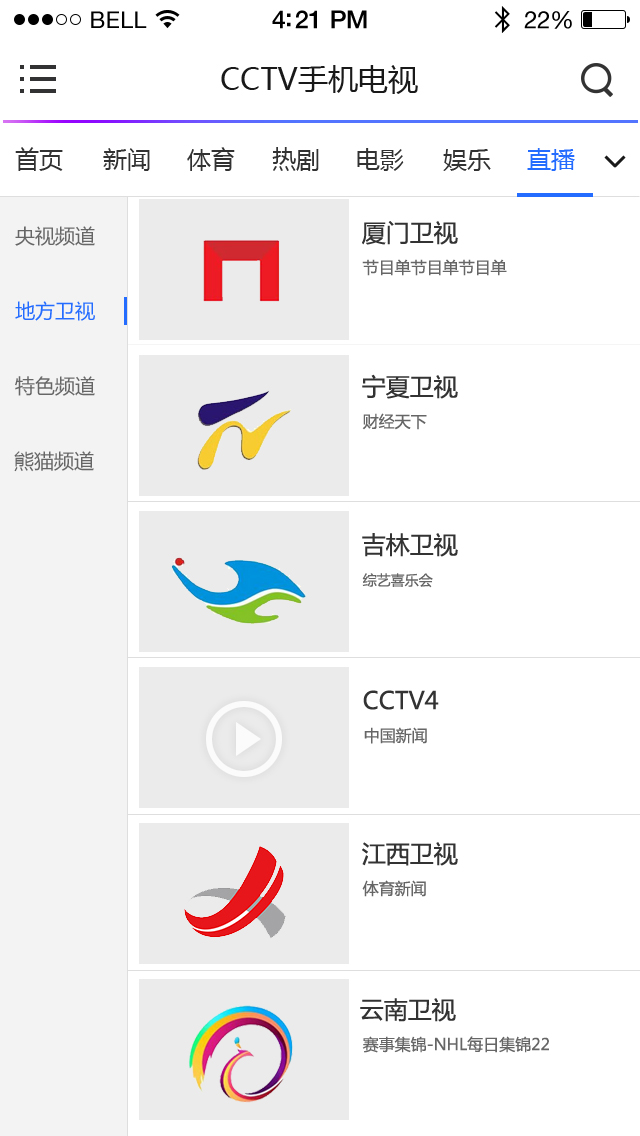 BELL 4:21 PM 22%
CCTV手机电视
首页 新闻 体育 热剧 电影 娱乐 直播
央视频道
地方卫视
特色频道
熊猫频道
厦门卫视
节目单节目单节目单
宁夏卫视
财经天下
吉林卫视
综艺喜乐会
CCTV4
中国新闻
江西卫视
体育新闻
云南卫视
赛事集锦-NHL每日集锦22